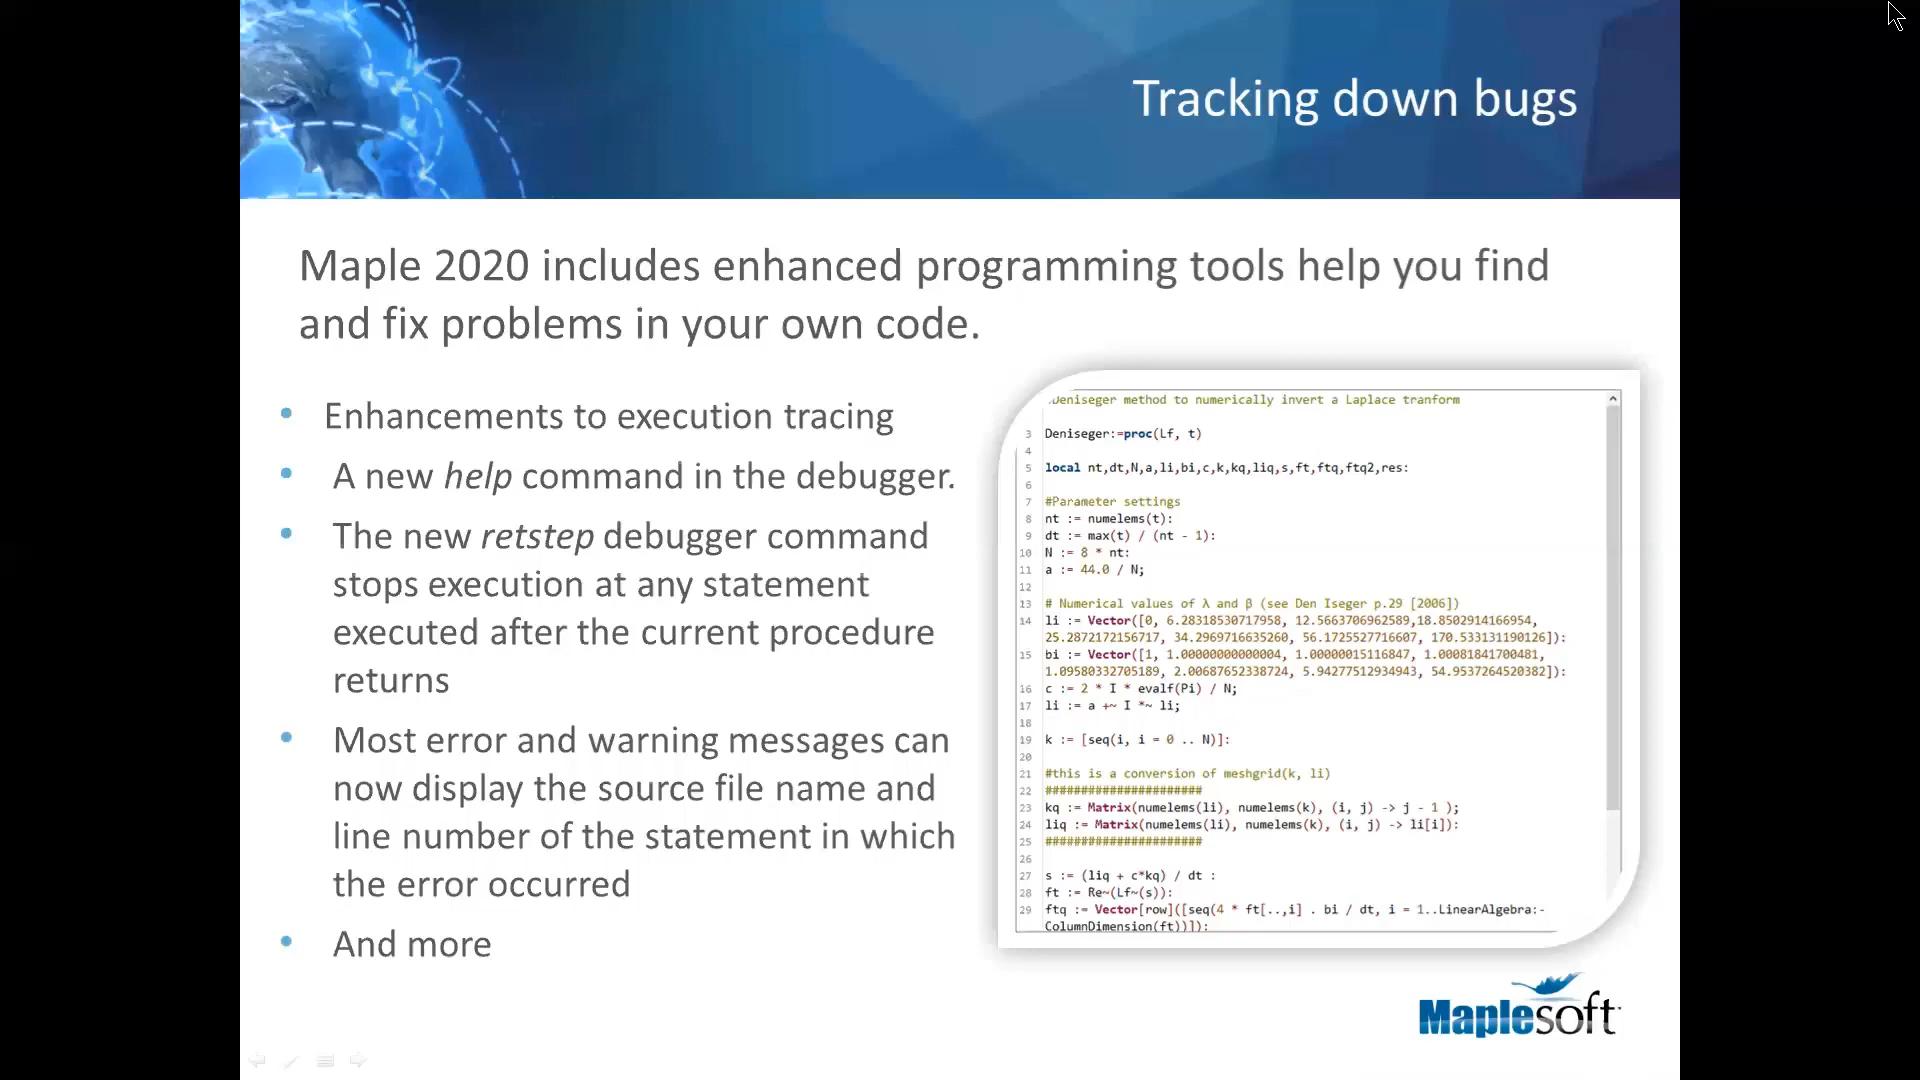 Tracking down bugs
Maple 2020 includes enhanced programming tools help you find
and fix problems in your own code.
• Enhancements to execution tracing
• A new help command in the debugger.
• The new retstep debugger command
stops execution at any statement
executed after the current procedure
returns
• Most error and warning messages can
now display the source file name and
line number of the statement in which
the error occurred
• And more
Deniseger method to numerically invert a Laplace tranform
3 Deniseger:=proc(Lf, t)
4
5 local nt,dt,N,a,li,bi,c,k,kq,liq,s,ft,ftq,ftq2,res:
6
7 #Parameter settings
8 nt := numelems(t):
9 dt := max(t) / (nt - 1):
10 N := 8 * nt:
11 a := 44.0 / N;
12
13 # Numerical values of λ and β (see Den Iseger p.29 [2006])
14 li := Vector([0, 6.28318530717958, 12.5663706962589,18.8502914166954,
25.2872172156717, 34.2969716635260, 56.1725527716607, 170.533131190126]):
15 bi := Vector([1, 1.00000000000004, 1.00000015116847, 1.00081841700481,
1.09580332705189, 2.00687652338724, 5.94277512934943, 54.9537264520382]):
16 c := 2 * I * evalf(Pi) / N;
17 li := a +~ I *~ li;
18
19 k := [seq(i, i = 0 .. N)]:
20
21 #this is a conversion of meshgrid(k, li)
22 ######################
23 kq := Matrix(numelems(li), numelems(k), (i, j) -> j - 1 );
24 liq := Matrix(numelems(li), numelems(k), (i, j) -> li[i]):
25 ######################
26
27 s := (liq + c*kq) / dt :
28 ft := Re~(Lf~(s)):
29 ftq := Vector[row]([seq(4 * ft[..,i] . bi / dt, i = 1..LinearAlgebra:-
ColumnDimension(ft))]):
Maplesoft